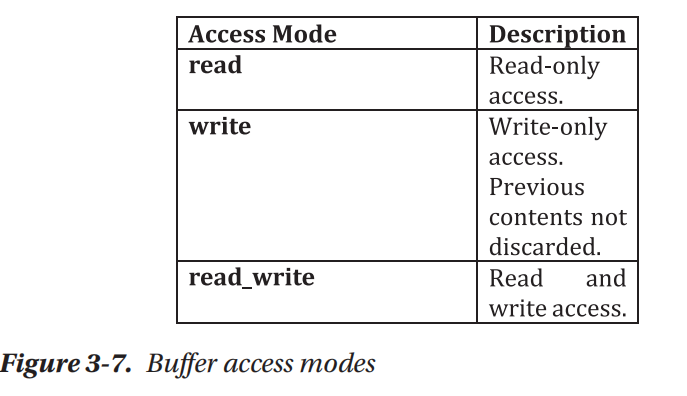 Access Mode Description
read Read-only
access.
write Write-only
access.
Previous
contents not
discarded.
read_write Read and
write access.
Figure 3-7. Buffer access modes